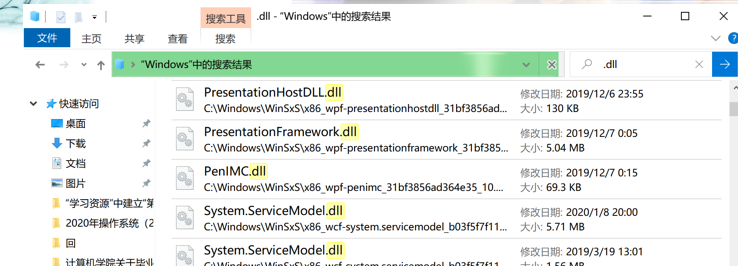 搜索工具
.dll - "Windows"中的搜索结果
文件
主页
共享
查看
搜索
"Windows"中的搜索结果
.dll
快速访问
桌面
下载
文档
图片
"学习资源"中建立"第
2020年操作系统（2
回
计算机学院关于毕业
PresentationHostDLL.dll
修改日期: 2019/12/6 23:55
C:\Windows\WinSxS\x86_wpf-presentationhostdll_31bf3856ad...
大小: 130 KB
PresentationFramework.dll
修改日期: 2019/12/7 0:05
C:\Windows\WinSxS\x86_wpf-presentationframework_31bf385...
大小: 5.04 MB
PenIMC.dll
修改日期: 2019/12/7 0:15
C:\Windows\WinSxS\x86_wpf-penimc_31bf3856ad364e35_10....
大小: 69.3 KB
System.ServiceModel.dll
修改日期: 2020/1/8 20:00
C:\Windows\WinSxS\x86_wcf-system.servicemodel_b03f5f7f11...
大小: 5.71 MB
System.ServiceModel.dll
修改日期: 2019/3/19 13:01
C:\Windows\WinSxS\x86_wcf-system.servicemodel_b03f5f7f11...
大小: 1.56 MB